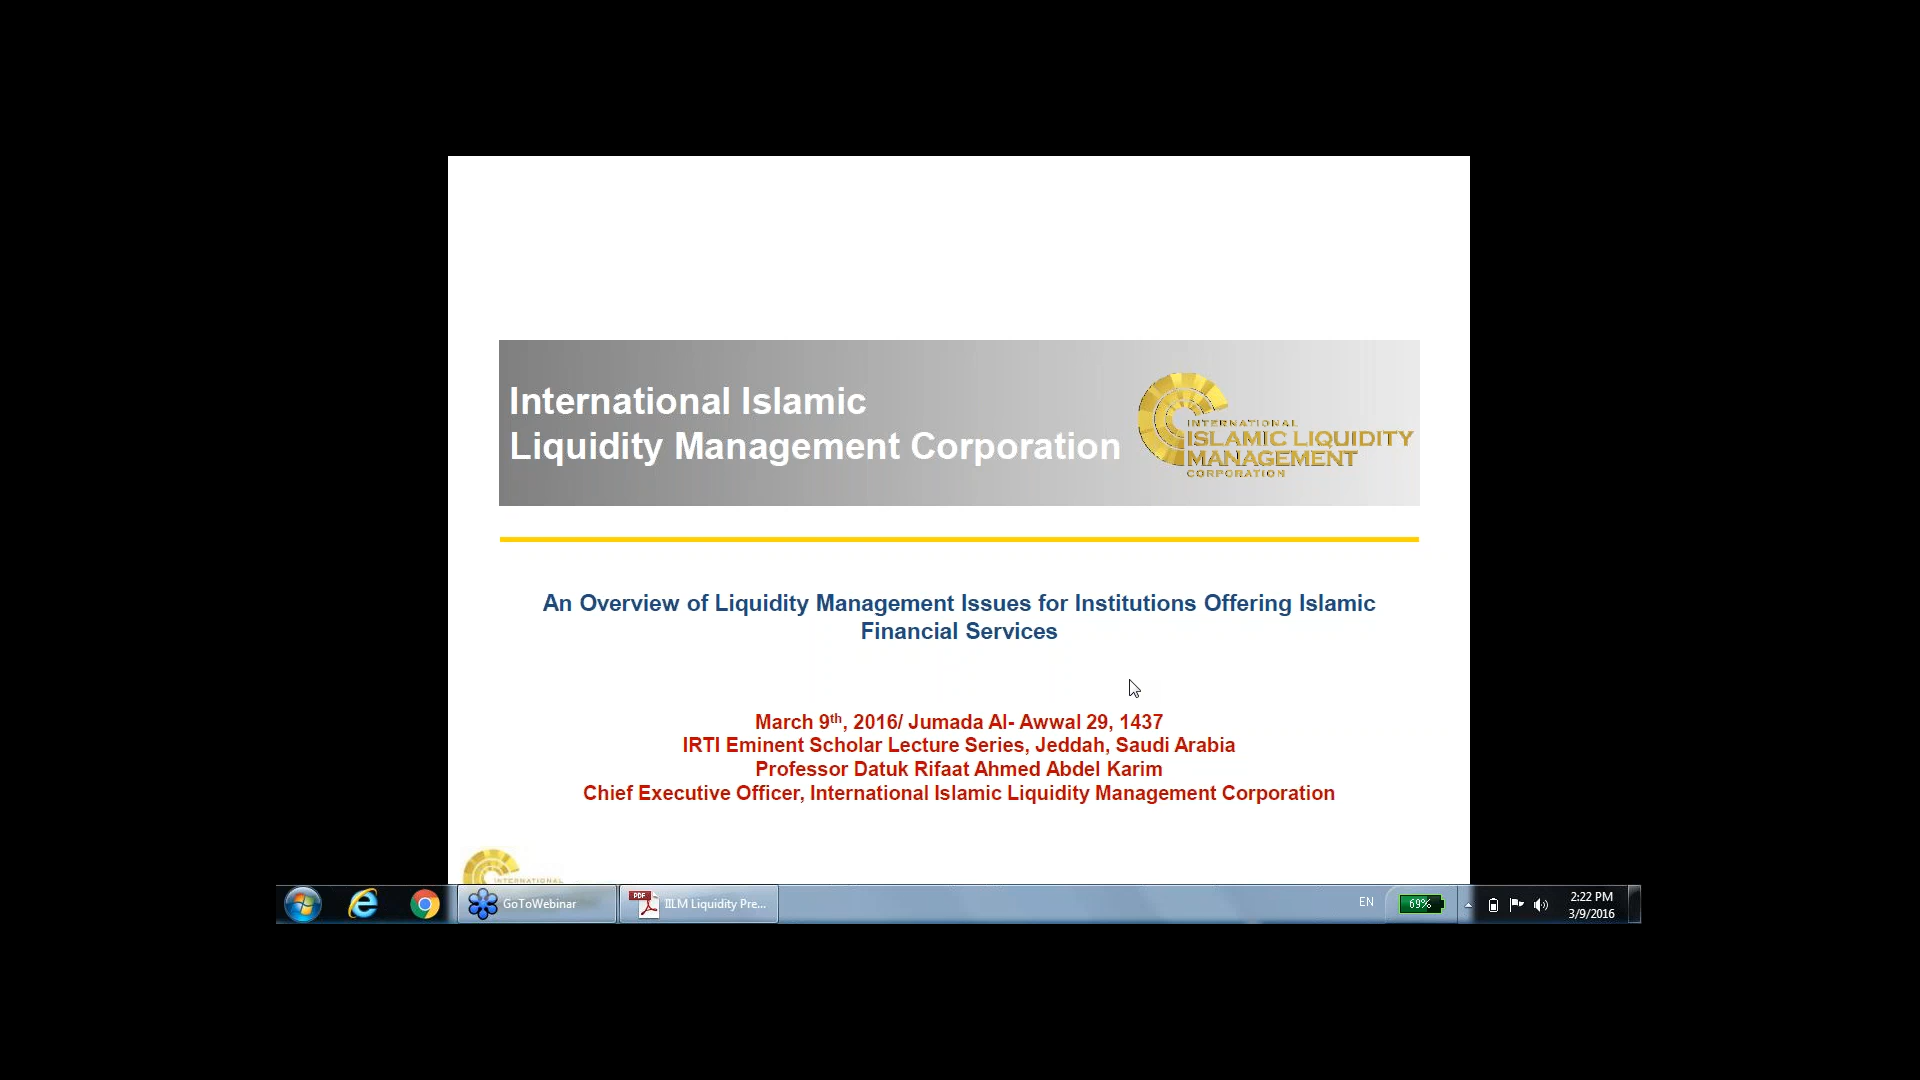 International Islamic
Liquidity Management Corporation
INTERNATIONAL
ISLAMIC LIQUIDITY
MANAGEMENT
CORPORATION
An Overview of Liquidity Management Issues for Institutions Offering Islamic
Financial Services
March 9th, 2016/ Jumada Al- Awwal 29, 1437
IRTI Eminent Scholar Lecture Series, Jeddah, Saudi Arabia
Professor Datuk Rifaat Ahmed Abdel Karim
Chief Executive Officer, International Islamic Liquidity Management Corporation
INTERNATIONAL
GoToWebinar
PDF
IILM Liquidity Pre...
EN
69%
2:22 PM
3/9/2016